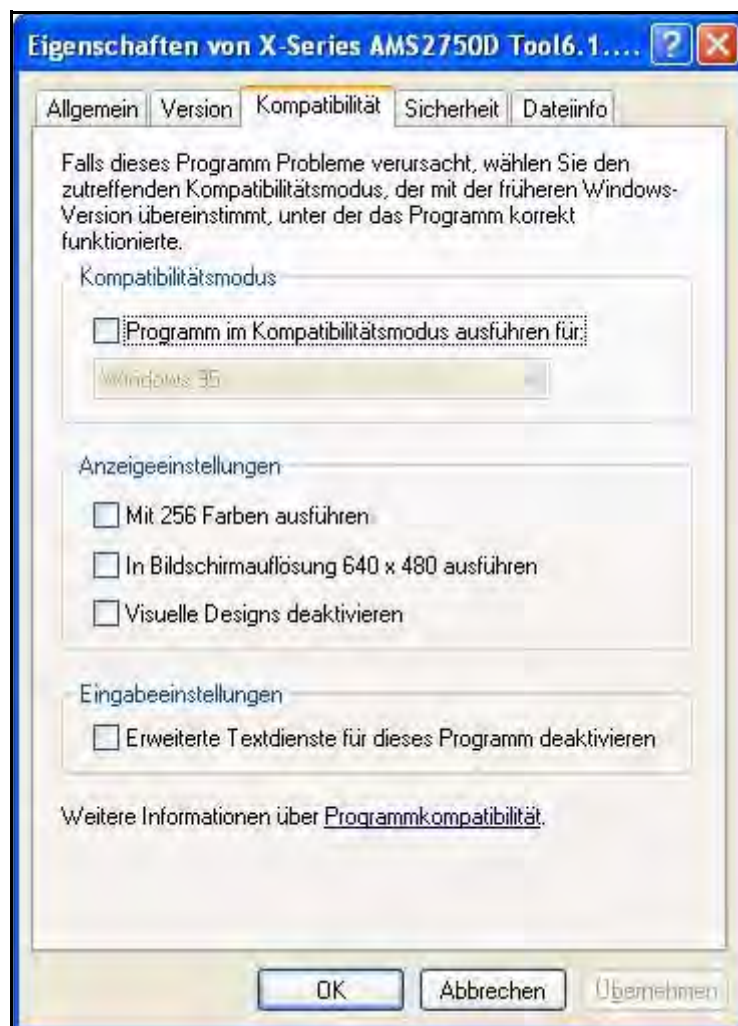 Eigenschaften von X-Series AMS2750D Tool6.1....
Allgemein Version Kompatibilität Sicherheit Dateiinfo
Falls dieses Programm Probleme verursacht, wählen Sie den
zutreffenden Kompatibilitätsmodus, der mit der früheren Windows-
Version übereinstimmt, unter der das Programm korrekt
funktionierte.
Kompatibilitätsmodus
Programm im Kompatibilitätsmodus ausführen für:
Windows 95
Anzeigeeinstellungen
Mit 256 Farben ausführen
In Bildschirmauflösung 640 x 480 ausführen
Visuelle Designs deaktivieren
Eingabeeinstellungen
Erweiterte Textdienste für dieses Programm deaktivieren
Weitere Informationen über Programmkompatibilität.
OK Abbrechen Übernehmen